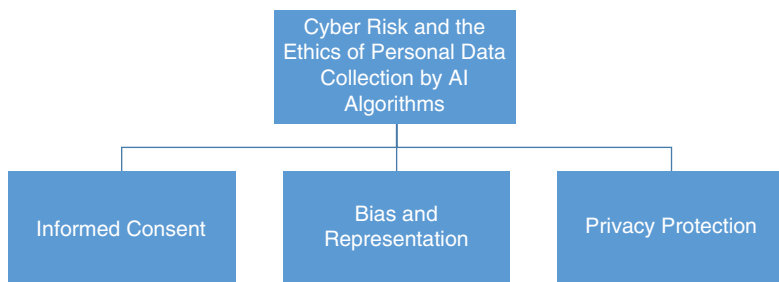 Cyber Risk and the
Ethics of Personal Data
Collection by AI
Algorithms
Informed Consent
Bias and
Representation
Privacy Protection